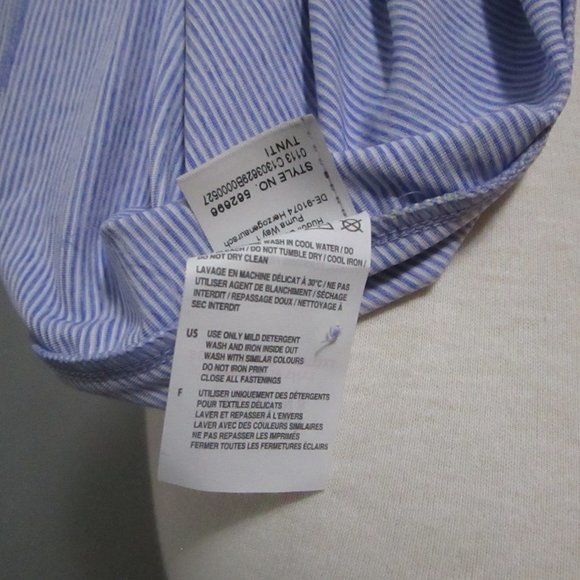 TVNTI
0113 C1303629B000527
STYLE NO. 562698
DE-91074 Herzogenaurach
Puma Way 1
WASH IN COOL WATER / DO
/ DO NOT TUMBLE DRY / COOL IRON /
DO NOT DRY CLEAN
LAVAGE EN MACHINE DÉLICAT À 30°C / NE PAS
UTILISER AGENT DE BLANCHIMENT / SÉCHAGE
INTERDIT / REPASSAGE DOUX / NETTOYAGE À
SEC INTERDIT
US USE ONLY MILD DETERGENT
WASH AND IRON INSIDE OUT
WASH WITH SIMILAR COLOURS
DO NOT IRON PRINT
CLOSE ALL FASTENINGS
F UTILISER UNIQUEMENT DES DÉTERGENTS
POUR TEXTILES DÉLICATS
LAVER ET REPASSER À L'ENVERS
LAVER AVEC DES COULEURS SIMILAIRES
NE PAS REPASSER LES IMPRIMÉS
FERMER TOUTES LES FERMETURES ÉCLAIRS